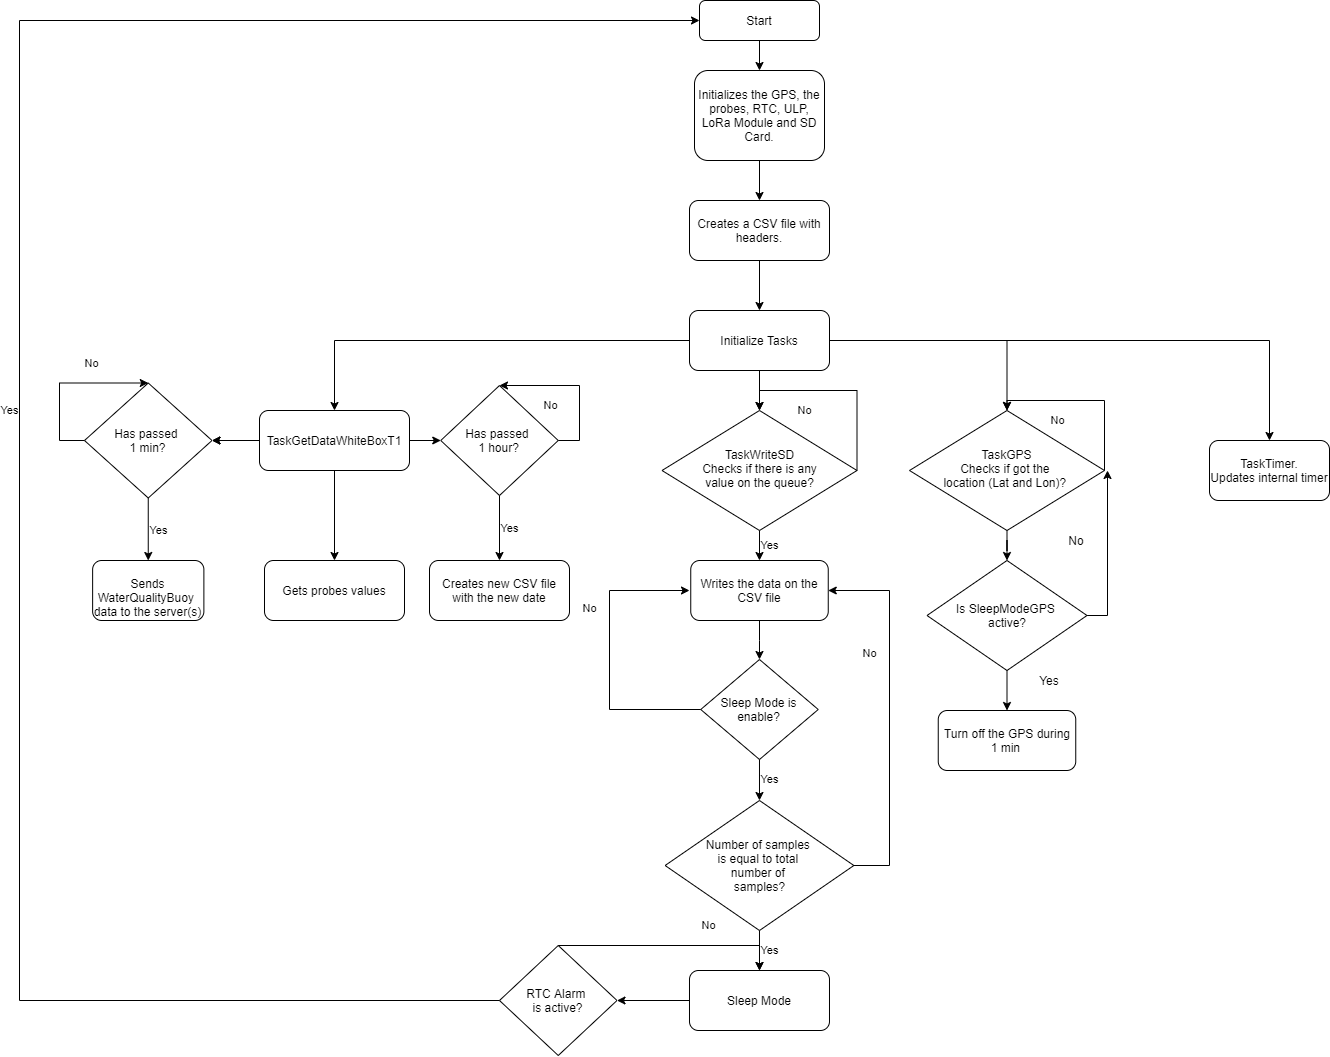 Start
Initializes the GPS, the
probes, RTC, ULP,
LoRa Module and SD
Card.
Creates a CSV file with
headers.
Initialize Tasks
No
Has passed
1 min?
Yes
Sends
WaterQualityBuoy
data to the server(s)
TaskGetDataWhiteBoxT1
Gets probes values
No
Has passed
1 hour?
Yes
Creates new CSV file
with the new date
No
TaskWriteSD
Checks if there is any
value on the queue?
Yes
Writes the data on the
CSV file
No
Sleep Mode is
enable?
Yes
No
Number of samples
is equal to total
number of
samples?
No
Yes
Sleep Mode
RTC Alarm
is active?
Yes
No
TaskGPS
Checks if got the
location (Lat and Lon)?
No
Is SleepModeGPS
active?
Yes
Turn off the GPS during
1 min
TaskTimer.
Updates internal timer